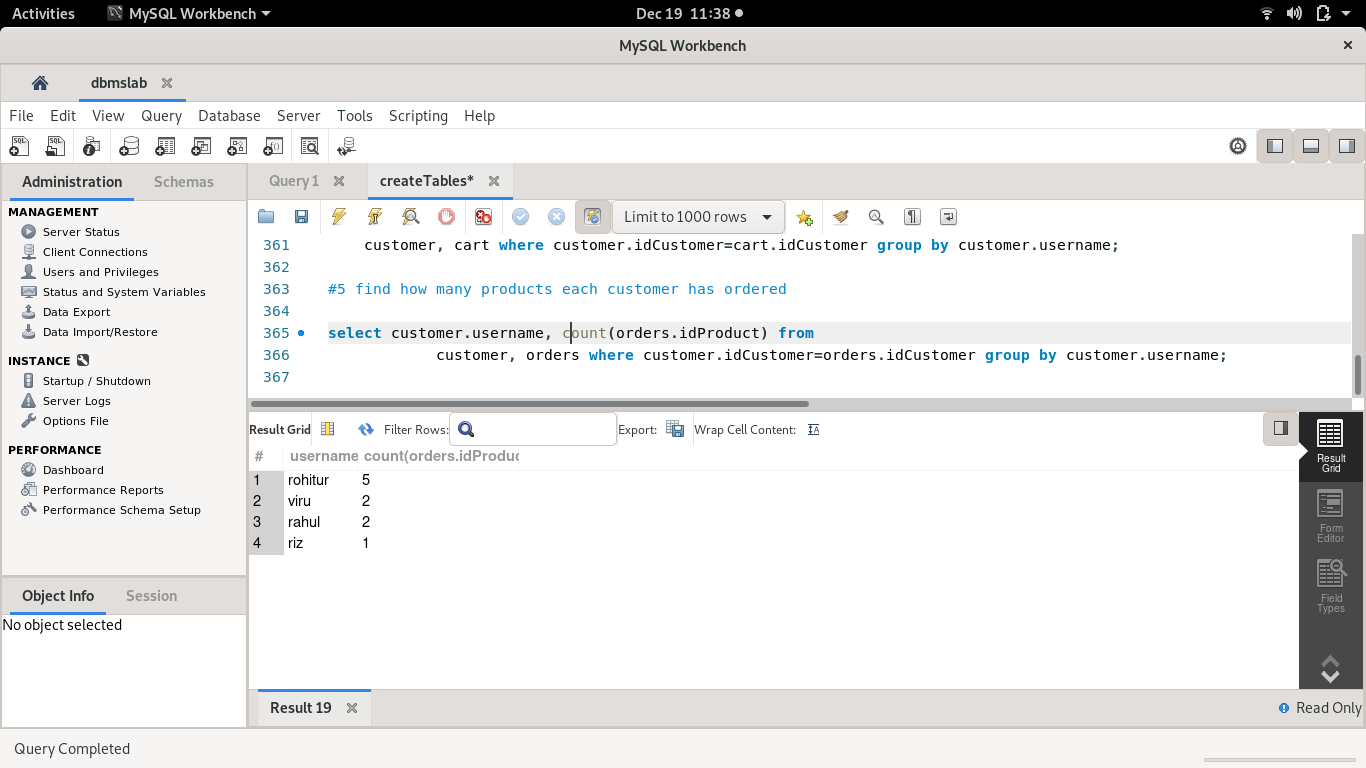 Activities MySQL Workbench Dec 19 11:38
MySQL Workbench
dbmslab
File Edit View Query Database Server Tools Scripting Help
Administration Schemas
MANAGEMENT
Server Status
Client Connections
Users and Privileges
Status and System Variables
Data Export
Data Import/Restore
INSTANCE
Startup / Shutdown
Server Logs
Options File
PERFORMANCE
Dashboard
Performance Reports
Performance Schema Setup
Object Info Session
No object selected
Query 1 createTables*
Limit to 1000 rows
361 customer, cart where customer.idCustomer=cart.idCustomer group by customer.username;
362
363 #5 find how many products each customer has ordered
364
365 select customer.username, count(orders.idProduct) from
366 customer, orders where customer.idCustomer=orders.idCustomer group by customer.username;
367
Result Grid Filter Rows: Export: Wrap Cell Content:
# username count(orders.idProduc
1 rohitur 5
2 viru 2
3 rahul 2
4 riz 1
Result
Grid
Form
Editor
Field
Types
Result 19 Read Only
Query Completed